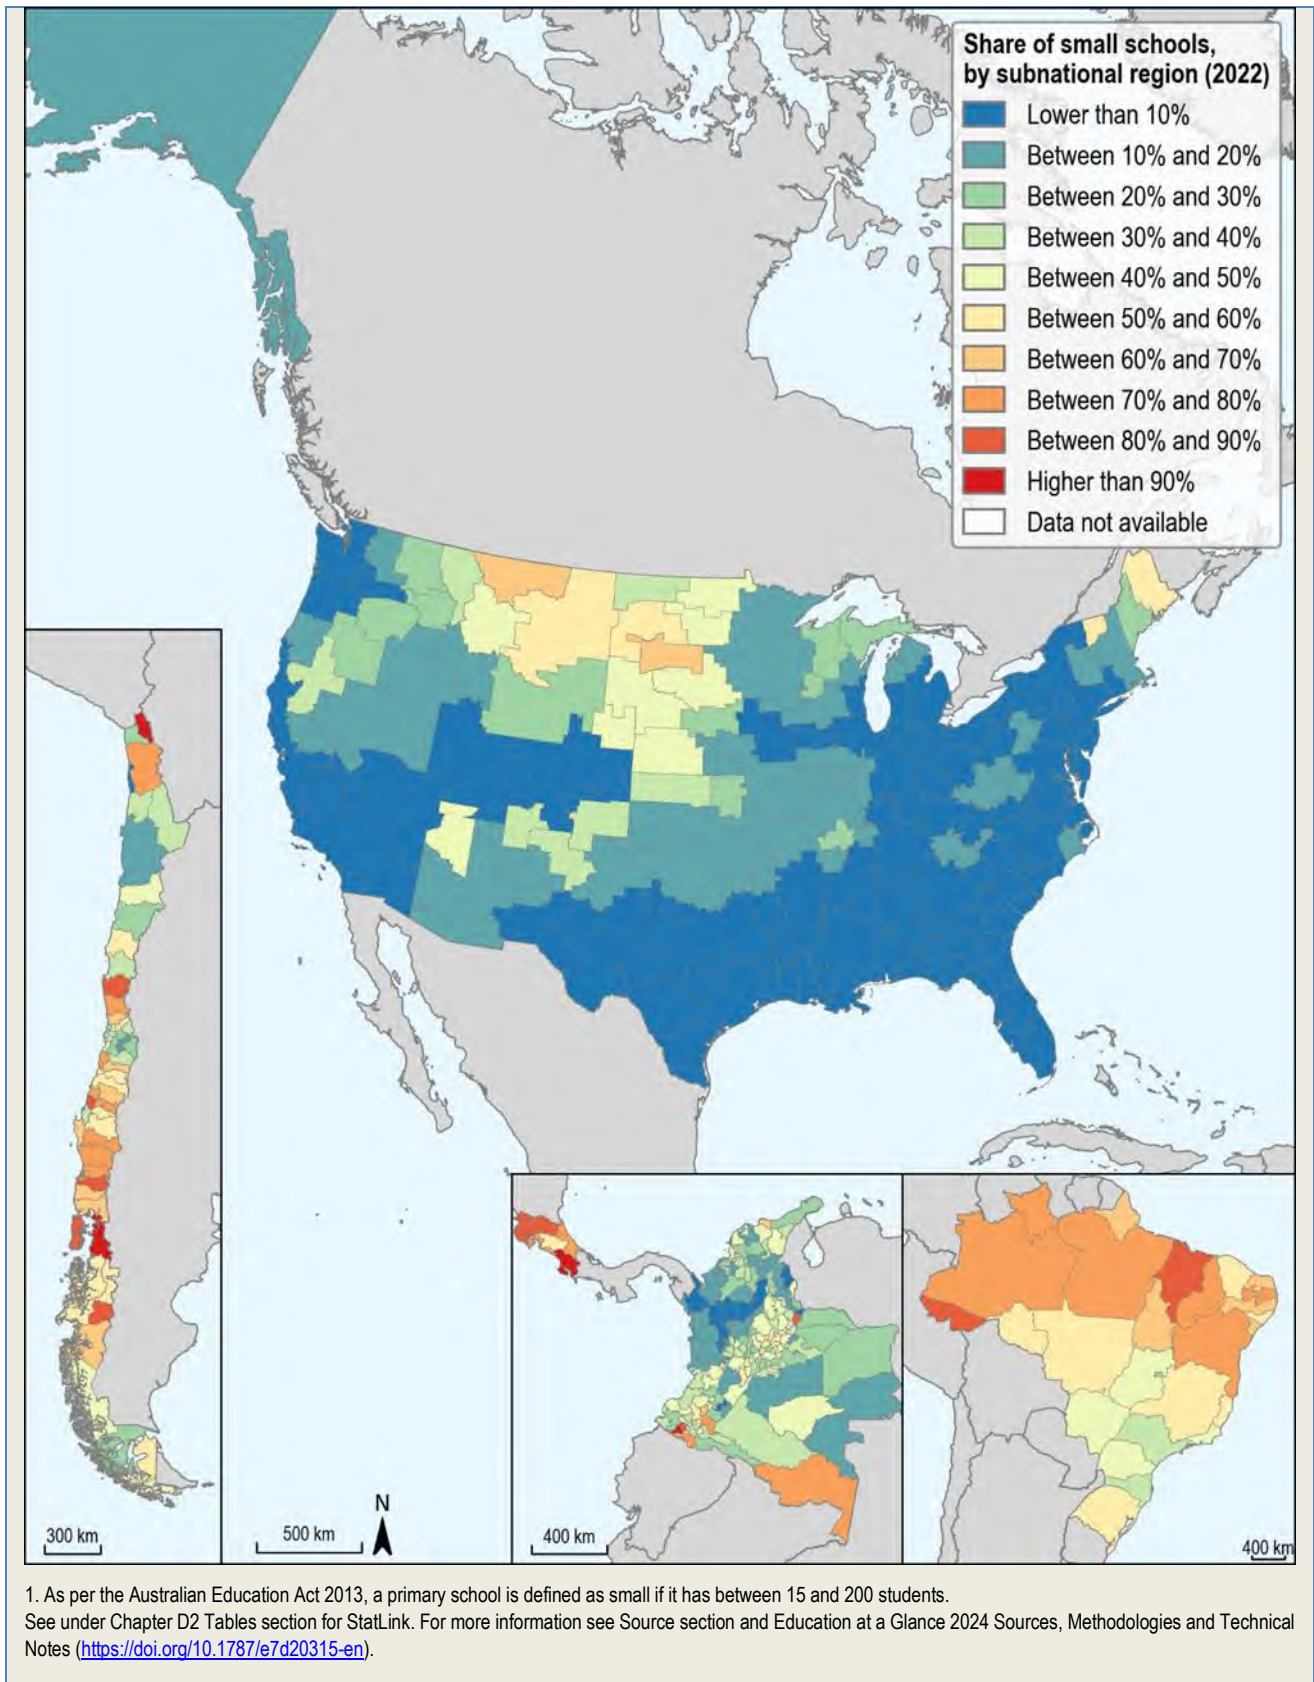 Share of small schools,
by subnational region (2022)
Lower than 10%
Between 10% and 20%
Between 20% and 30%
Between 30% and 40%
Between 40% and 50%
Between 50% and 60%
Between 60% and 70%
Between 70% and 80%
Between 80% and 90%
Higher than 90%
Data not available
300 km
500 km
N
400 km
400 km
1. As per the Australian Education Act 2013, a primary school is defined as small if it has between 15 and 200 students.
See under Chapter D2 Tables section for StatLink. For more information see Source section and Education at a Glance 2024 Sources, Methodologies and Technical
Notes (https://doi.org/10.1787/e7d20315-en).